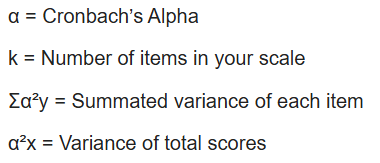 α = Cronbach’s Alpha
k = Number of items in your scale
Σα²y = Summated variance of each item
α²x = Variance of total scores